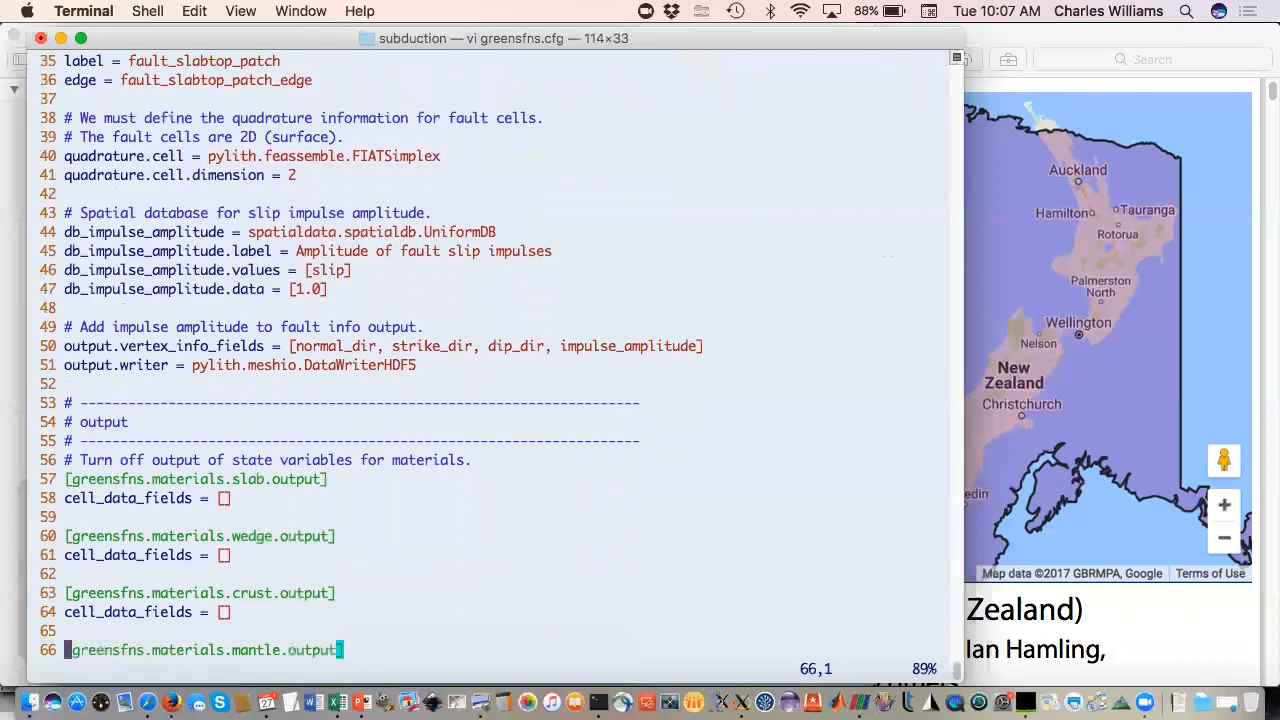 Terminal Shell Edit View Window Help 88% Tue 10:07 AM Charles Williams
subduction — vi greensfns.cfg — 114×33
Search
35 label = fault_slabtop_patch
36 edge = fault_slabtop_patch_edge
37
38 # We must define the quadrature information for fault cells.
39 # The fault cells are 2D (surface).
40 quadrature.cell = pylith.feassemble.FIATSimplex
41 quadrature.cell.dimension = 2
42
43 # Spatial database for slip impulse amplitude.
44 db_impulse_amplitude = spatialdata.spatialdb.UniformDB
45 db_impulse_amplitude.label = Amplitude of fault slip impulses
46 db_impulse_amplitude.values = [slip]
47 db_impulse_amplitude.data = [1.0]
48
49 # Add impulse amplitude to fault info output.
50 output.vertex_info_fields = [normal_dir, strike_dir, dip_dir, impulse_amplitude]
51 output.writer = pylith.meshio.DataWriterHDF5
52
53 # ----------------------------------------------------------------------
54 # output
55 # ----------------------------------------------------------------------
56 # Turn off output of state variables for materials.
57 [greensfns.materials.slab.output]
58 cell_data_fields = []
59
60 [greensfns.materials.wedge.output]
61 cell_data_fields = []
62
63 [greensfns.materials.crust.output]
64 cell_data_fields = []
65
66 [greensfns.materials.mantle.output]
66,1 89%
Auckland
Hamilton
Tauranga
Rotorua
Palmerston
North
Wellington
Nelson
New
Zealand
Christchurch
edin
Map data ©2017 GBRMPA, Google Terms of Use
Zealand)
Ian Hamling,